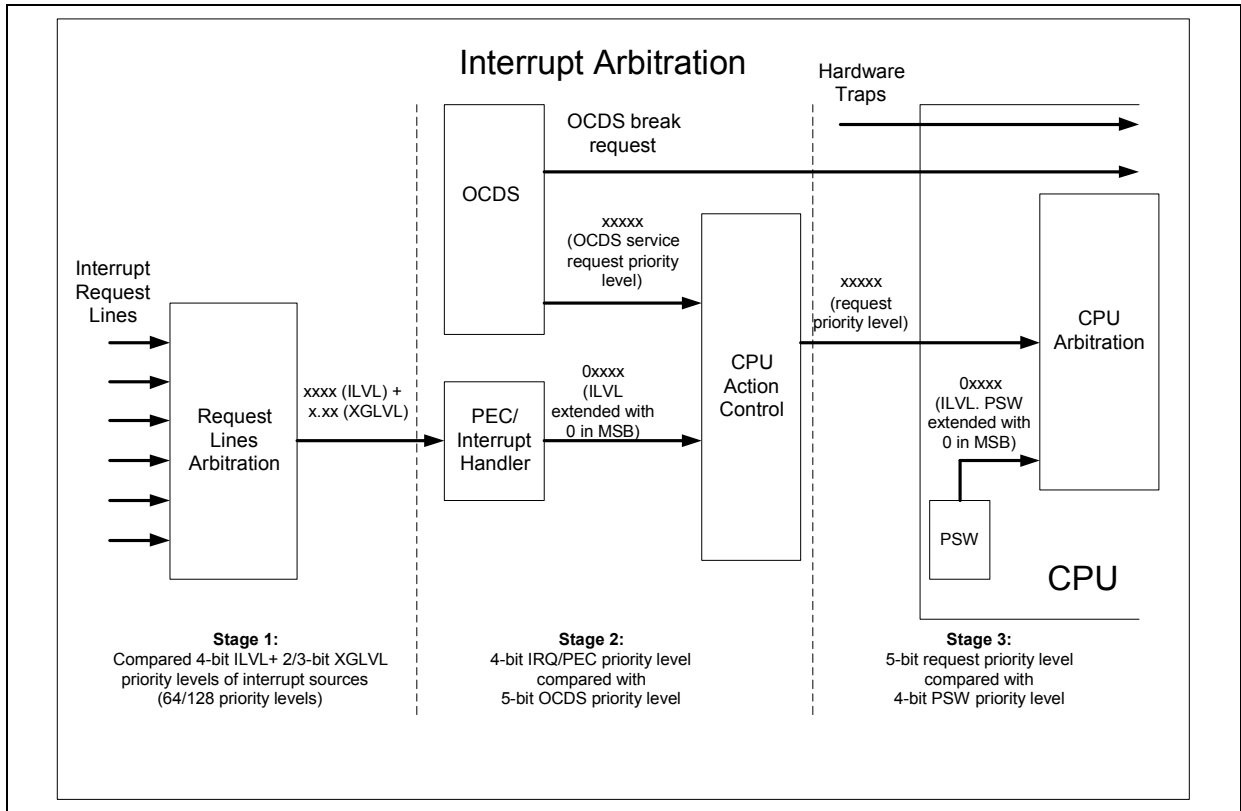 Interrupt Arbitration
Hardware
Traps
OCDS break
request
OCDS
xxxxx
(OCDS service
request priority
level)
Interrupt
Request
Lines
xxxxx
(request
priority level)
CPU
Arbitration
CPU
Action
Control
0xxxx
(ILVL
extended with
0 in MSB)
xxxx (ILVL) +
x.xx (XGLVL)
PEC/
Interrupt
Handler
Request
Lines
Arbitration
0xxxx
(ILVL. PSW
extended with
0 in MSB)
PSW
CPU
Stage 1:
Compared 4-bit ILVL+ 2/3-bit XGLVL
priority levels of interrupt sources
(64/128 priority levels)
Stage 2:
4-bit IRQ/PEC priority level
compared with
5-bit OCDS priority level
Stage 3:
5-bit request priority level
compared with
4-bit PSW priority level